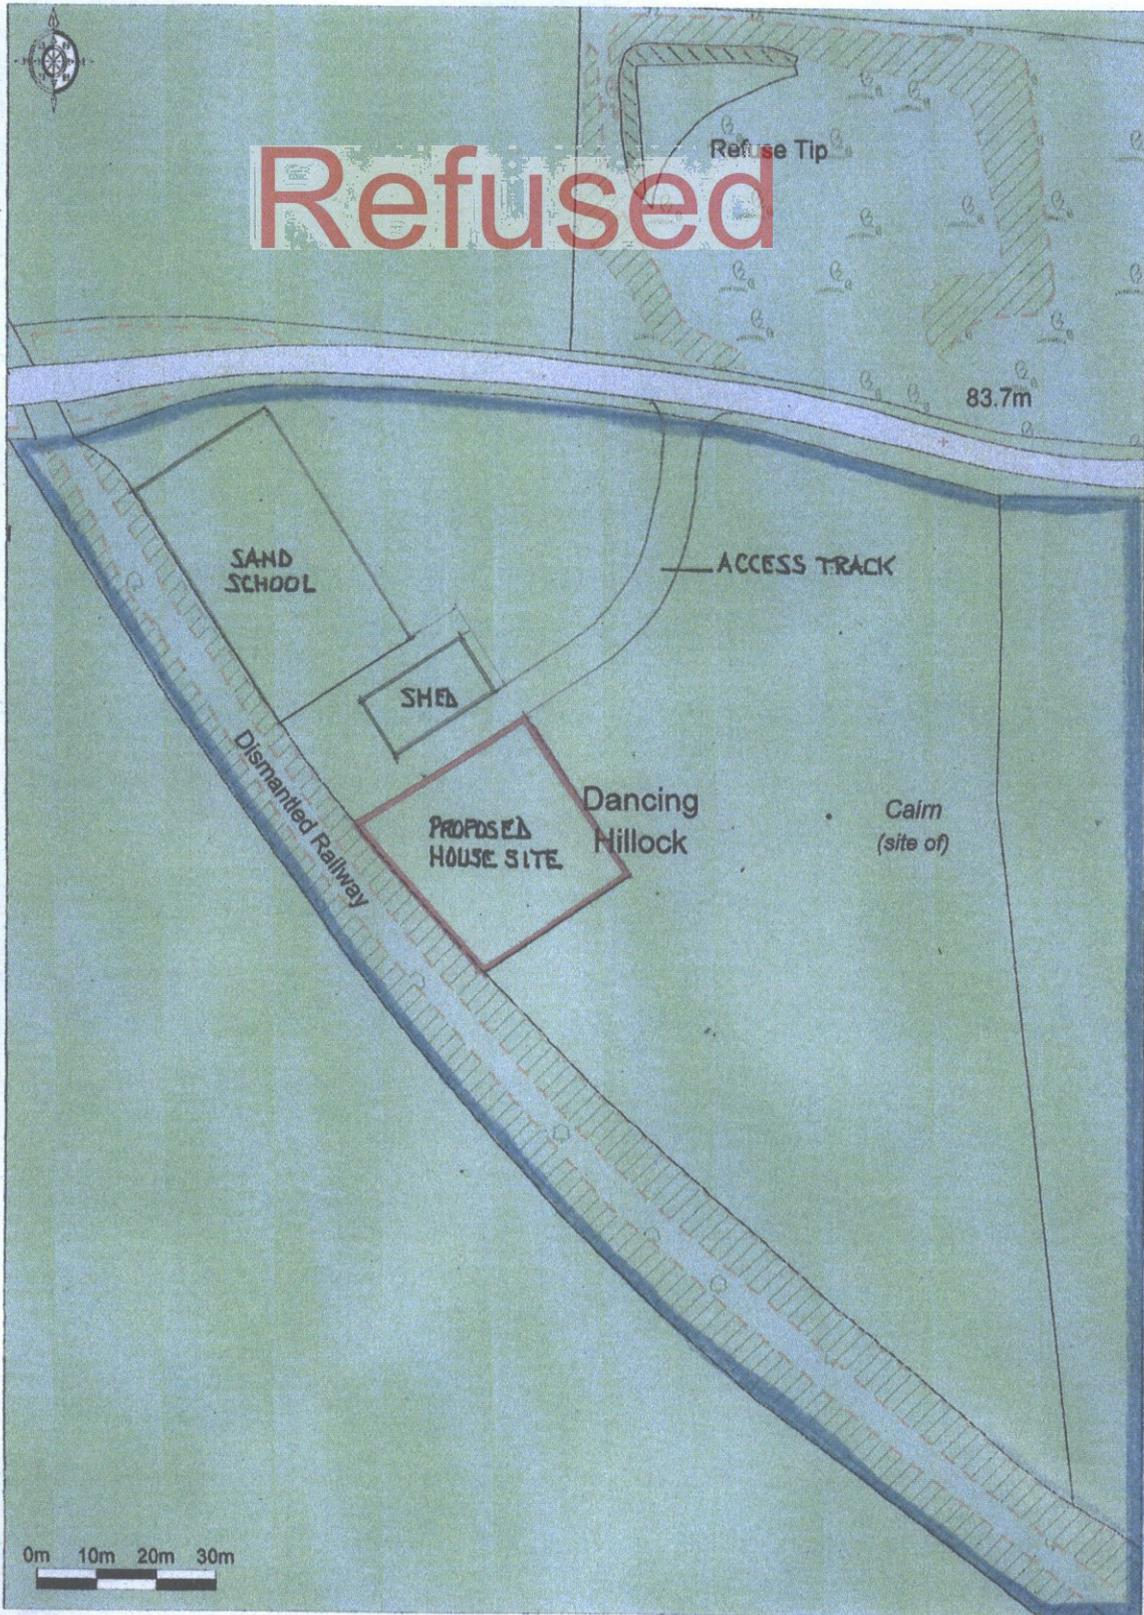 Refused
Refuse Tip
83.7m
SAND
SCHOOL
ACCESS TRACK
SHED
Dismantled Railway
PROPOSED
HOUSE SITE
Dancing
Hillock
Cairn
(site of)
0m 10m 20m 30m